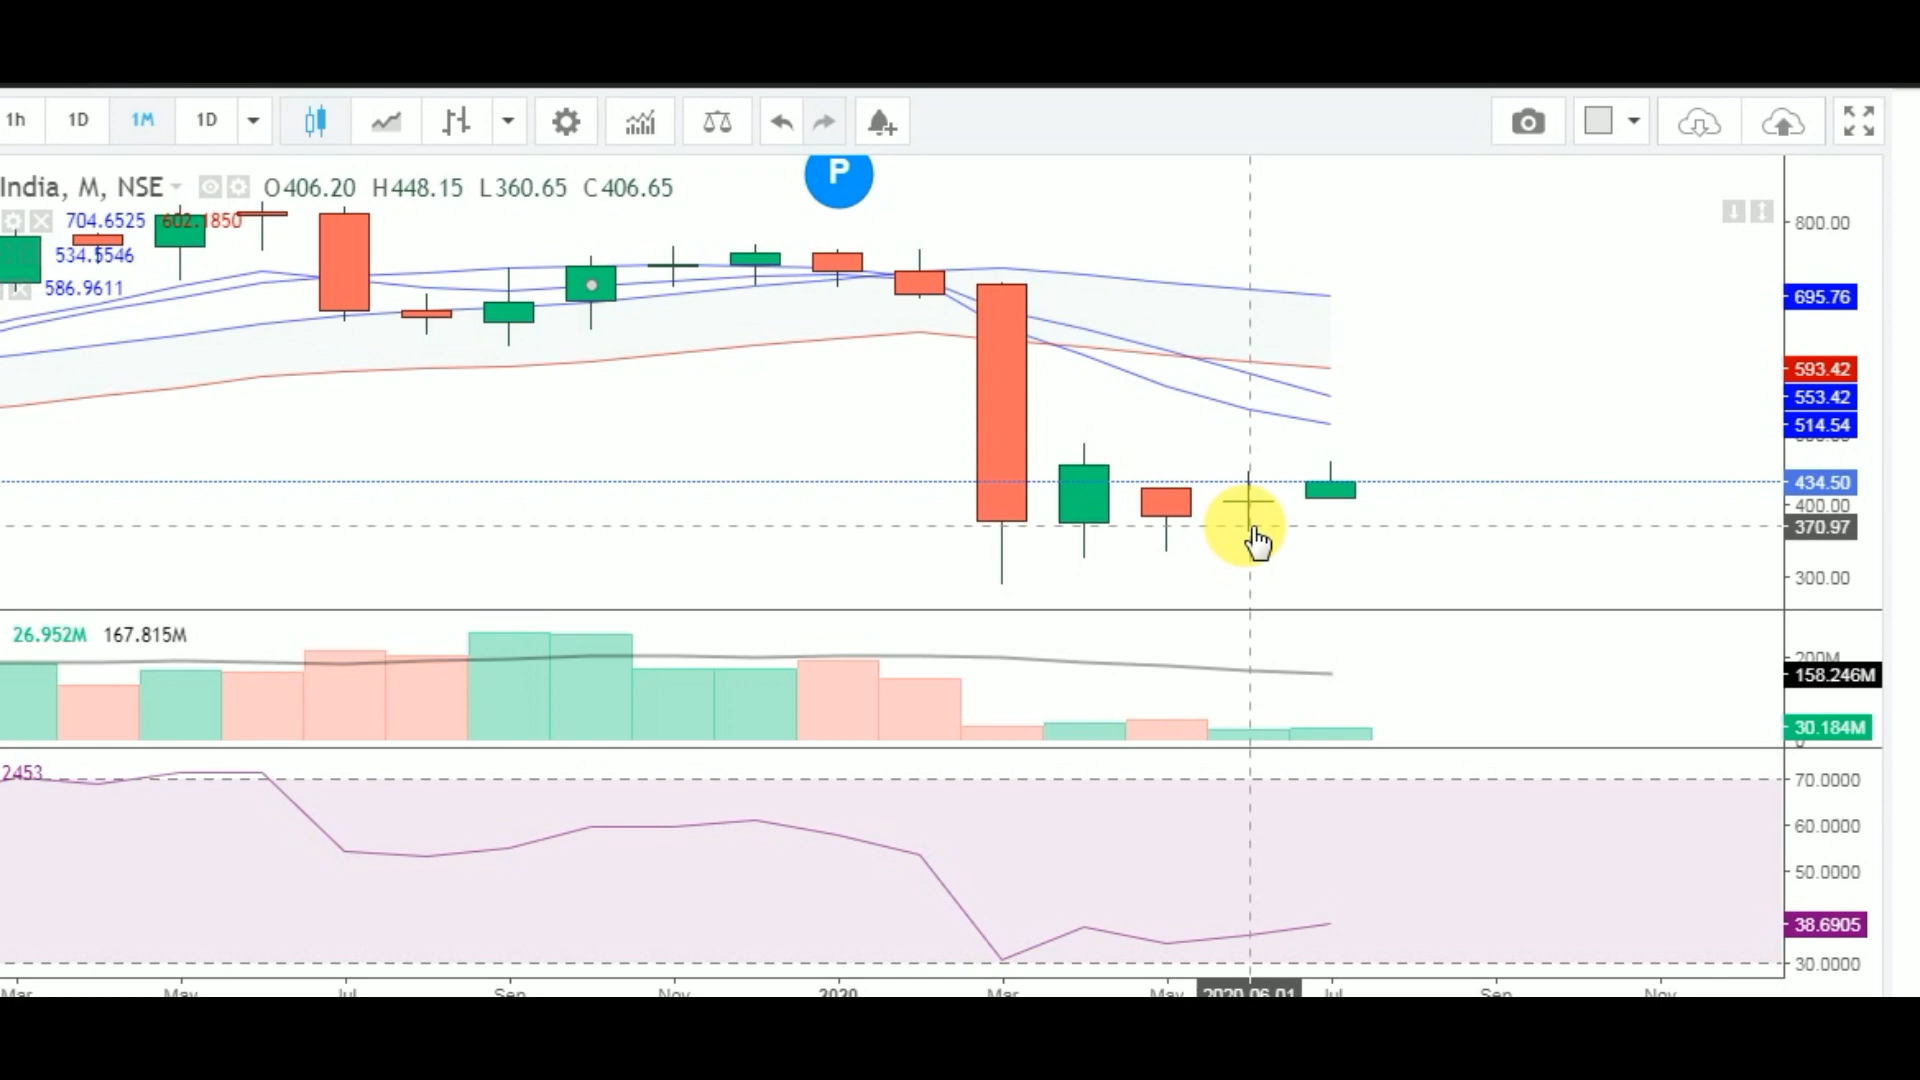 1h 1D 1M 1D
P
India, M, NSE O406.20 H448.15 L360.65 C406.65
704.6525 602.1850
534.5546
586.9611
800.00
695.76
593.42
553.42
514.54
434.50
400.00
370.97
300.00
26.952M 167.815M
200M
158.246M
30.184M
0
2453
70.0000
60.0000
50.0000
38.6905
30.0000
Mar May Jul Sep Nov 2020 Mar May 2020.06.01 Jul Sep Nov